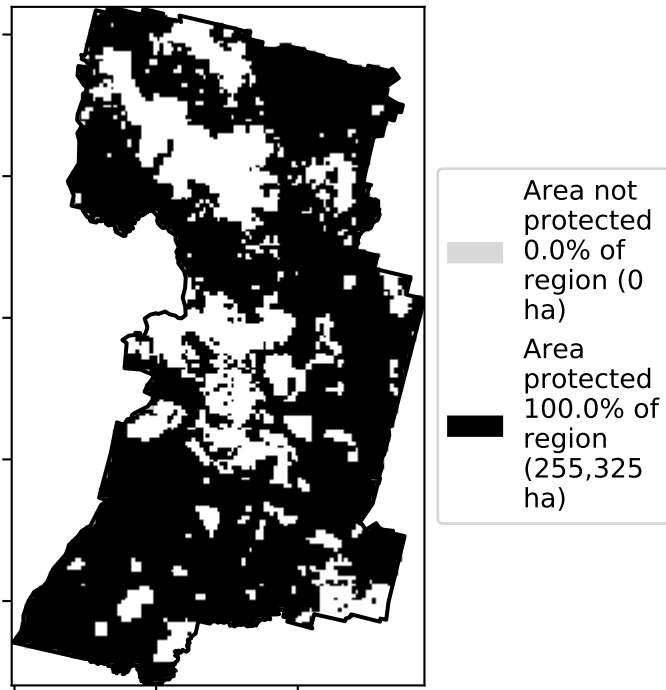 Area not
protected
0.0% of
region (0
ha)
Area
protected
100.0% of
region
(255,325
ha)